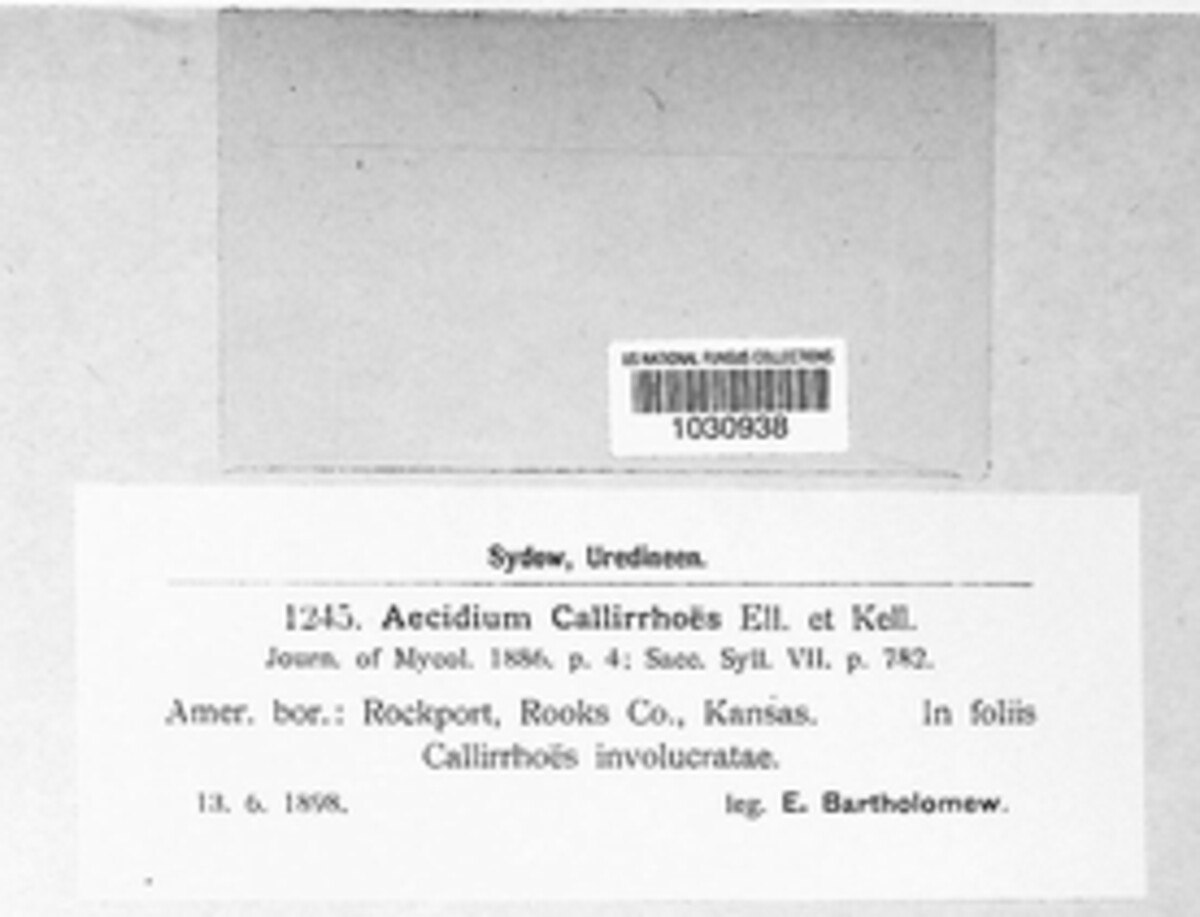 US NATIONAL FUNGUS COLLECTIONS
1030938
Sydow, Uredineen.
1245. Aecidium Callirrhoës Ell. et Kell.
Journ. of Mycol. 1886. p. 4; Sacc. Syll. VII. p. 782.
Amer. bor.: Rockport, Rooks Co., Kansas. In foliis
Callirrhoës involucratae.
13. 6. 1898. leg. E. Bartholomew.